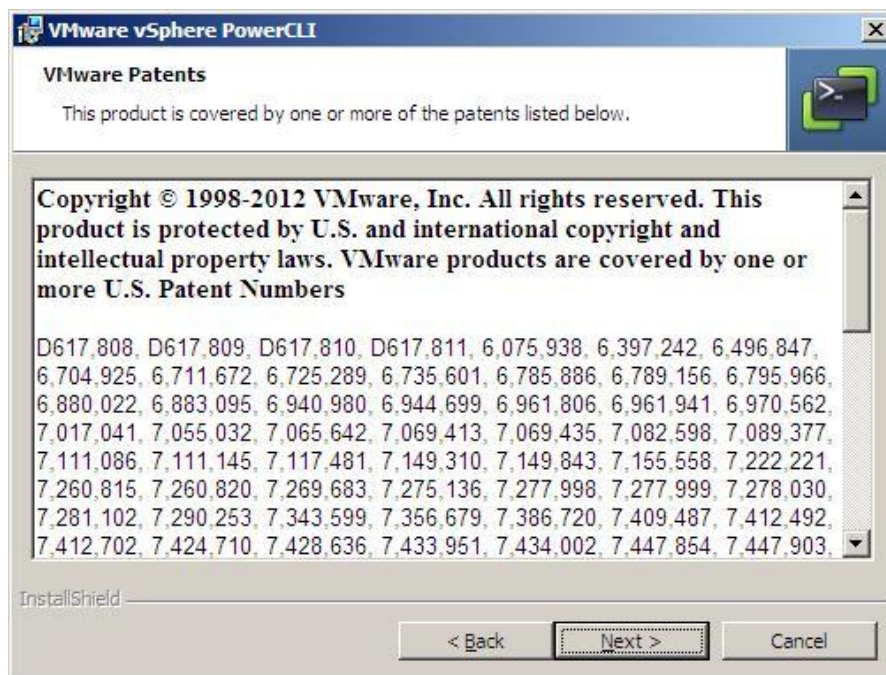 VMware vSphere PowerCLI
VMware Patents
This product is covered by one or more of the patents listed below.
>_
Copyright © 1998-2012 VMware, Inc. All rights reserved. This
product is protected by U.S. and international copyright and
intellectual property laws. VMware products are covered by one or
more U.S. Patent Numbers
D617,808, D617,809, D617,810, D617,811, 6,075,938, 6,397,242, 6,496,847,
6,704,925, 6,711,672, 6,725,289, 6,735,601, 6,785,886, 6,789,156, 6,795,966,
6,880,022, 6,883,095, 6,940,980, 6,944,699, 6,961,806, 6,961,941, 6,970,562,
7,017,041, 7,055,032, 7,065,642, 7,069,413, 7,069,435, 7,082,598, 7,089,377,
7,111,086, 7,111,145, 7,117,481, 7,149,310, 7,149,843, 7,155,558, 7,222,221,
7,260,815, 7,260,820, 7,269,683, 7,275,136, 7,277,998, 7,277,999, 7,278,030,
7,281,102, 7,290,253, 7,343,599, 7,356,679, 7,386,720, 7,409,487, 7,412,492,
7,412,702, 7,424,710, 7,428,636, 7,433,951, 7,434,002, 7,447,854, 7,447,903,
InstallShield
< Back
Next >
Cancel